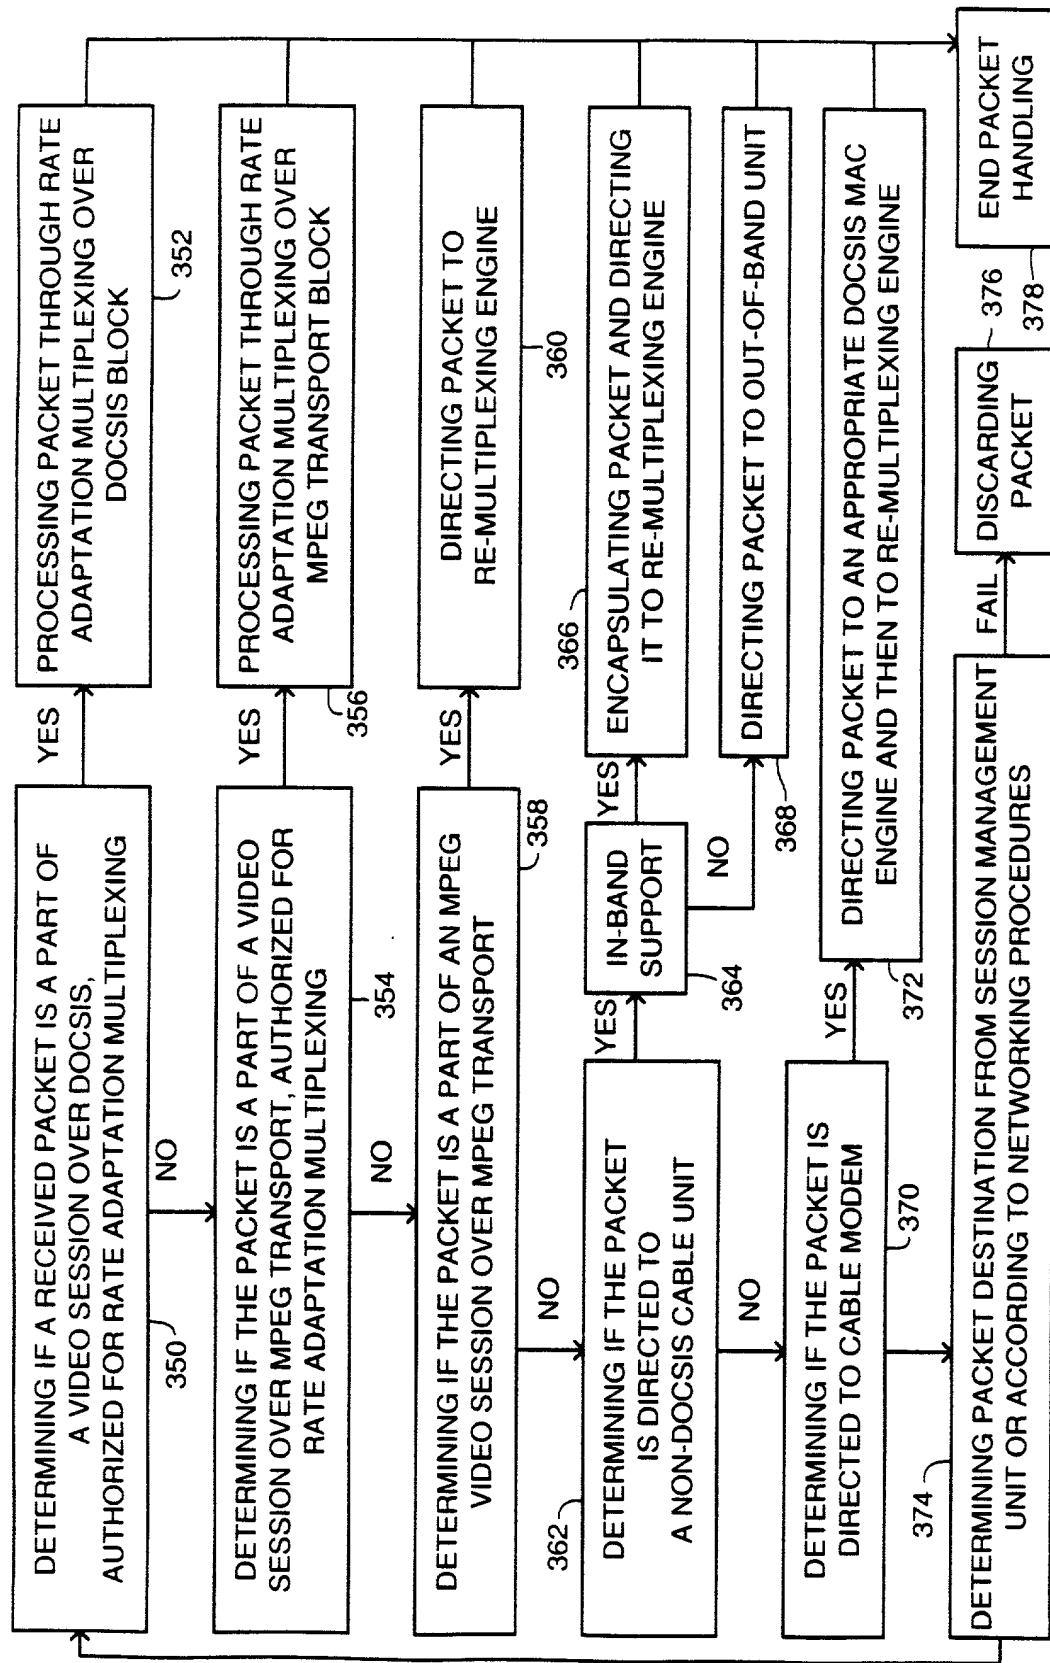 DETERMINING IF A RECEIVED PACKET IS A PART OF
A VIDEO SESSION OVER DOCSIS,
AUTHORIZED FOR RATE ADAPTATION MULTIPLEXING
350
YES
PROCESSING PACKET THROUGH RATE
ADAPTATION MULTIPLEXING OVER
DOCSIS BLOCK
352
NO
DETERMINING IF THE PACKET IS A PART OF A VIDEO
SESSION OVER MPEG TRANSPORT, AUTHORIZED FOR
RATE ADAPTATION MULTIPLEXING
354
YES
PROCESSING PACKET THROUGH RATE
ADAPTATION MULTIPLEXING OVER
MPEG TRANSPORT BLOCK
356
NO
DETERMINING IF THE PACKET IS A PART OF AN MPEG
VIDEO SESSION OVER MPEG TRANSPORT
358
YES
DIRECTING PACKET TO
RE-MULTIPLEXING ENGINE
360
NO
362
DETERMINING IF THE PACKET
IS DIRECTED TO
A NON-DOCSIS CABLE UNIT
YES
IN-BAND
SUPPORT
364
YES
366
ENCAPSULATING PACKET AND DIRECTING
IT TO RE-MULTIPLEXING ENGINE
NO
DIRECTING PACKET TO OUT-OF-BAND UNIT
368
NO
DETERMINING IF THE PACKET IS
DIRECTED TO CABLE MODEM
370
YES
DIRECTING PACKET TO AN APPROPRIATE DOCSIS MAC
ENGINE AND THEN TO RE-MULTIPLEXING ENGINE
372
374
DETERMINING PACKET DESTINATION FROM SESSION MANAGEMENT
UNIT OR ACCORDING TO NETWORKING PROCEDURES
FAIL
DISCARDING
PACKET
376
END PACKET
HANDLING
378